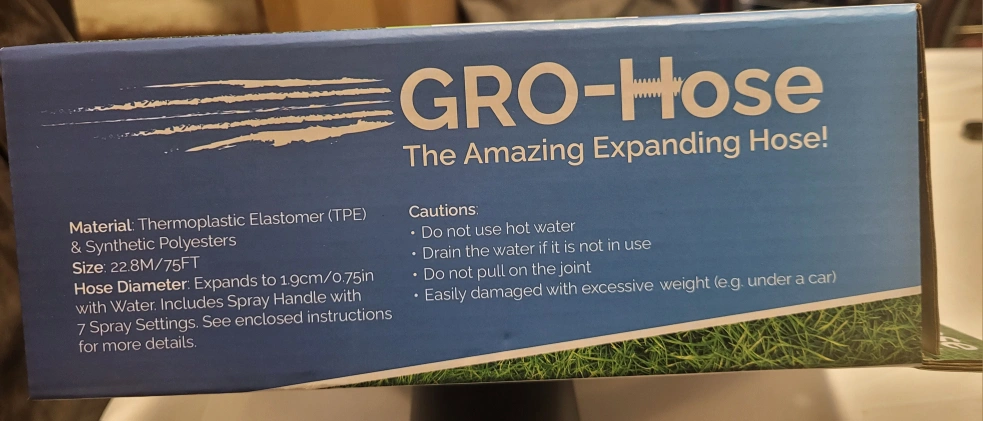 GRO-Hose
The Amazing Expanding Hose!
Material: Thermoplastic Elastomer (TPE)
& Synthetic Polyesters
Size: 22.8M/75FT
Hose Diameter: Expands to 1.9cm/0.75in
with Water. Includes Spray Handle with
7 Spray Settings. See enclosed instructions
for more details.
Cautions:
• Do not use hot water
• Drain the water if it is not in use
• Do not pull on the joint
• Easily damaged with excessive weight (e.g. under a car)